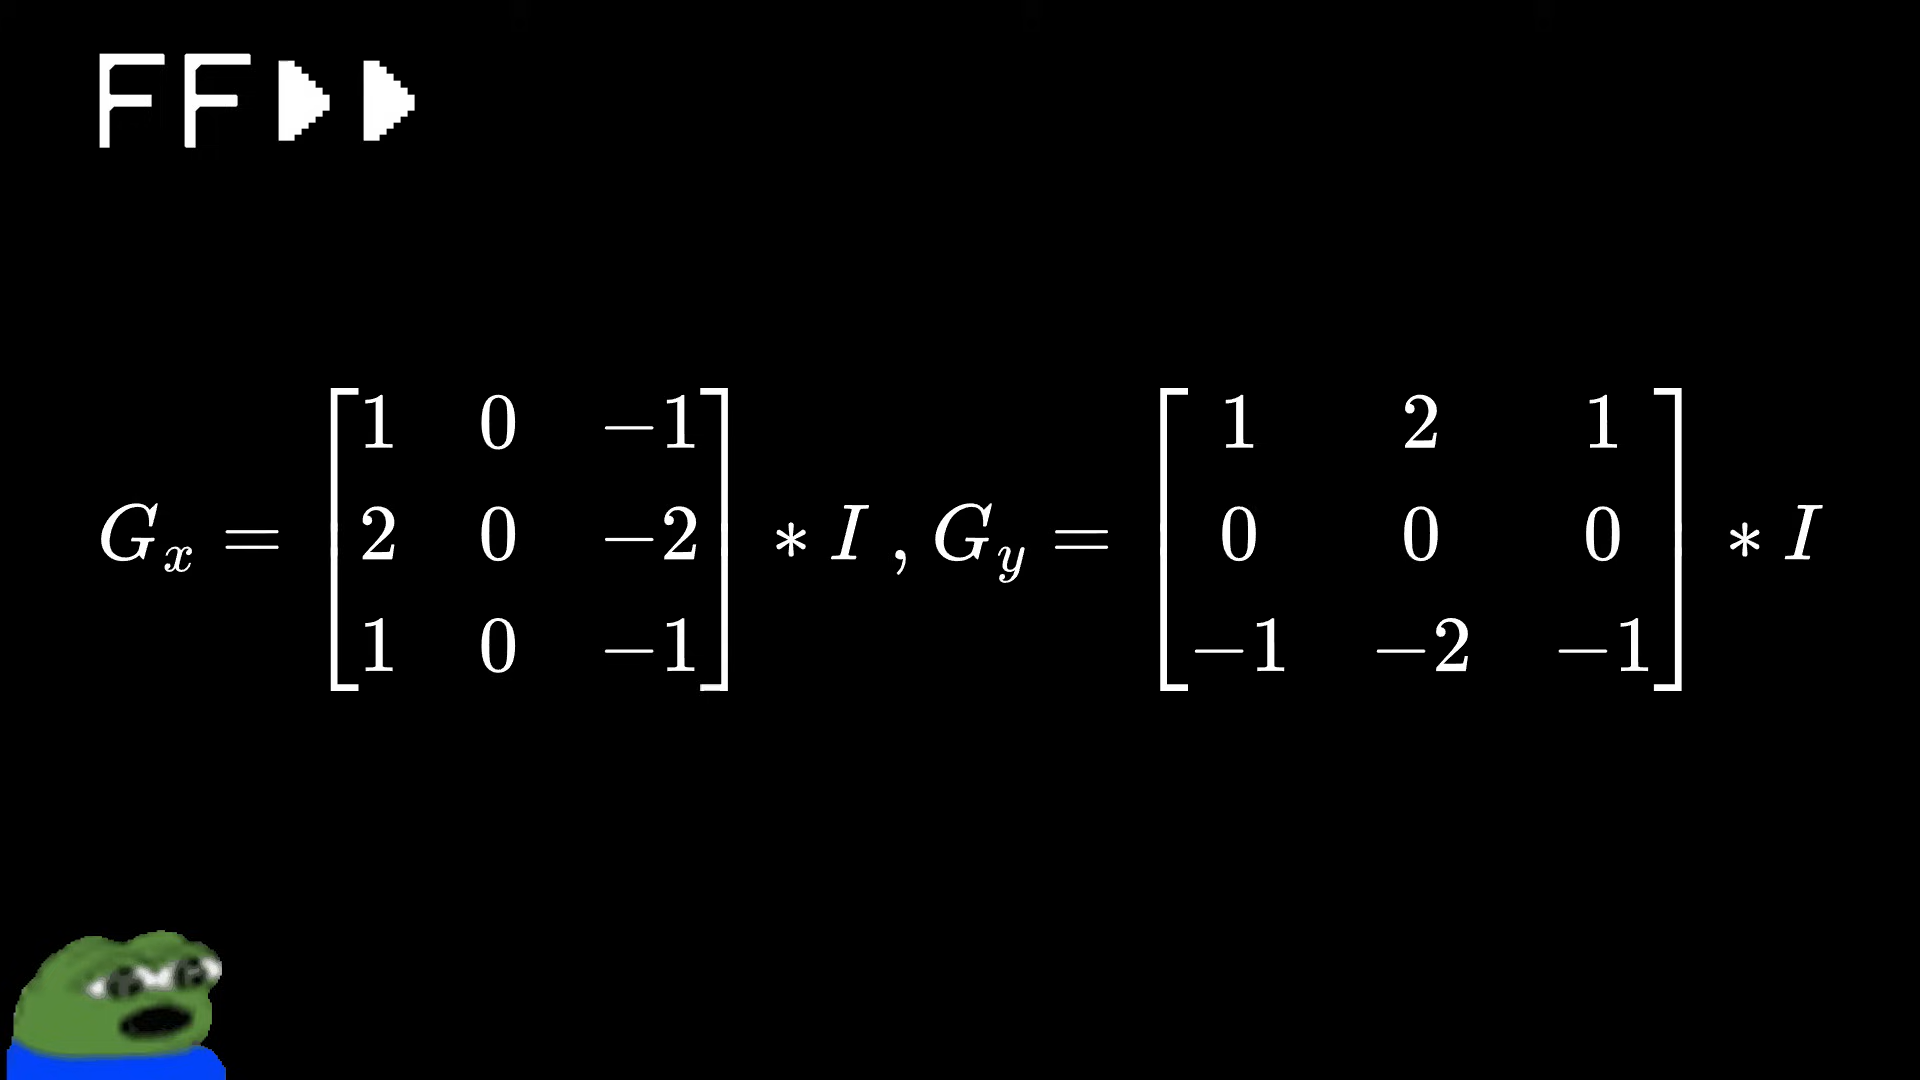 FF
1 0 −1 1 2 1
G_x = 2 0 −2 * I , G_y = 0 0 0 * I
1 0 −1 −1 −2 −1